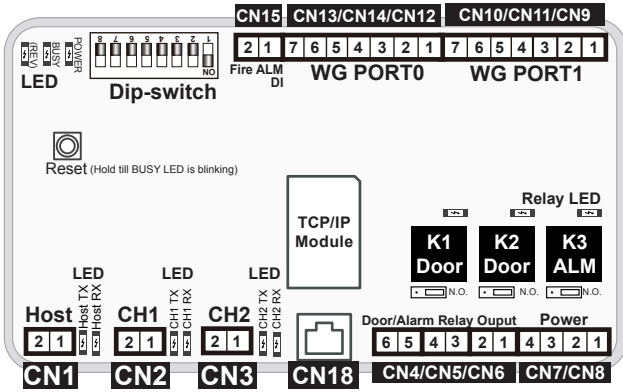 CN15 CN13/CN14/CN12 CN10/CN11/CN9
2 1 7 6 5 4 3 2 1 7 6 5 4 3 2 1
Fire ALM
DI
WG PORT0 WG PORT1
(REV)
BUSY
POWER
LED
8 7 6 5 4 3 2 1
ON
Dip-switch
Reset (Hold till BUSY LED is blinking)
TCP/IP
Module
Relay LED
K1
Door
K2
Door
K3
ALM
N.O. N.O. N.O.
LED LED LED
Host CH1 CH2
Host TX
Host RX
CH1 TX
CH1 RX
CH2 TX
CH2 RX
Door/Alarm Relay Ouput Power
2 1 2 1 2 1 6 5 4 3 2 1 4 3 2 1
CN1 CN2 CN3 CN18 CN4/CN5/CN6 CN7/CN8